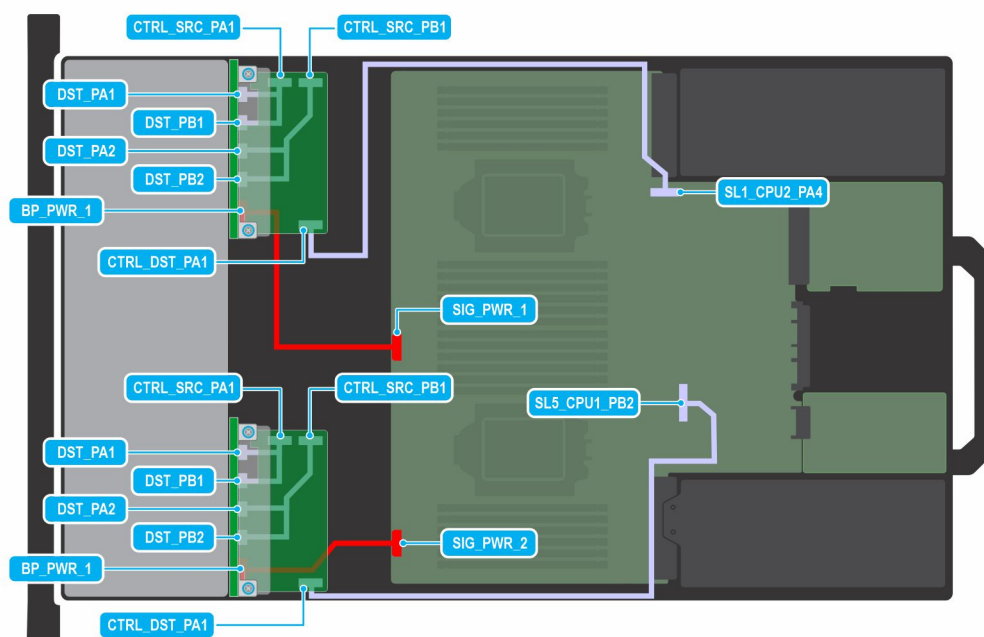 CTRL_SRC_PA1
CTRL_SRC_PB1
DST_PA1
DST_PB1
DST_PA2
DST_PB2
SL1_CPU2_PA4
BP_PWR_1
CTRL_DST_PA1
SIG_PWR_1
CTRL_SRC_PA1
CTRL_SRC_PB1
SL5_CPU1_PB2
DST_PA1
DST_PB1
DST_PA2
DST_PB2
SIG_PWR_2
BP_PWR_1
CTRL_DST_PA1